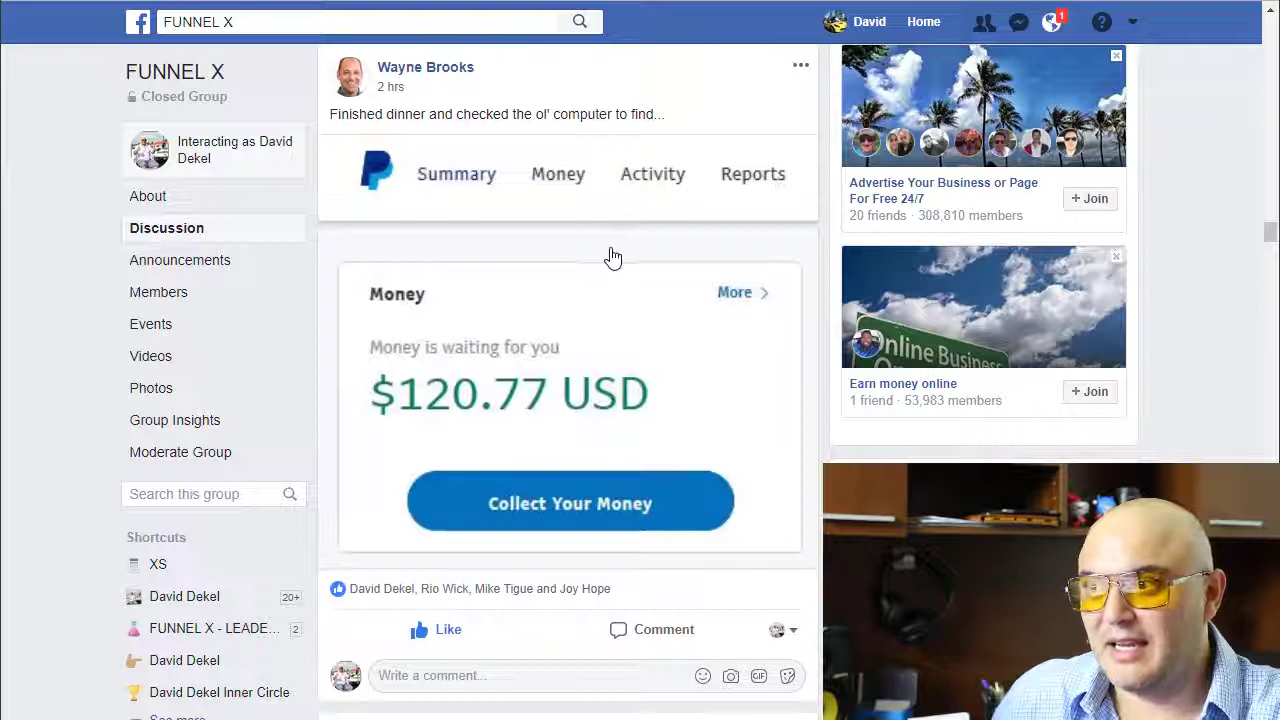 FUNNEL X
David
Home
1
FUNNEL X
Closed Group
Interacting as David
Dekel
About
Discussion
Announcements
Members
Events
Videos
Photos
Group Insights
Moderate Group
Search this group
Shortcuts
XS
David Dekel
20+
FUNNEL X - LEADE...
2
David Dekel
David Dekel Inner Circle
Wayne Brooks
2 hrs
Finished dinner and checked the ol' computer to find...
Summary
Money
Activity
Reports
Money
More
Money is waiting for you
$120.77 USD
Collect Your Money
David Dekel, Rio Wick, Mike Tigue and Joy Hope
Like
Comment
Write a comment...
GIF
Advertise Your Business or Page
For Free 24/7
20 friends · 308,810 members
+ Join
Online Business
Earn money online
1 friend · 53,983 members
+ Join